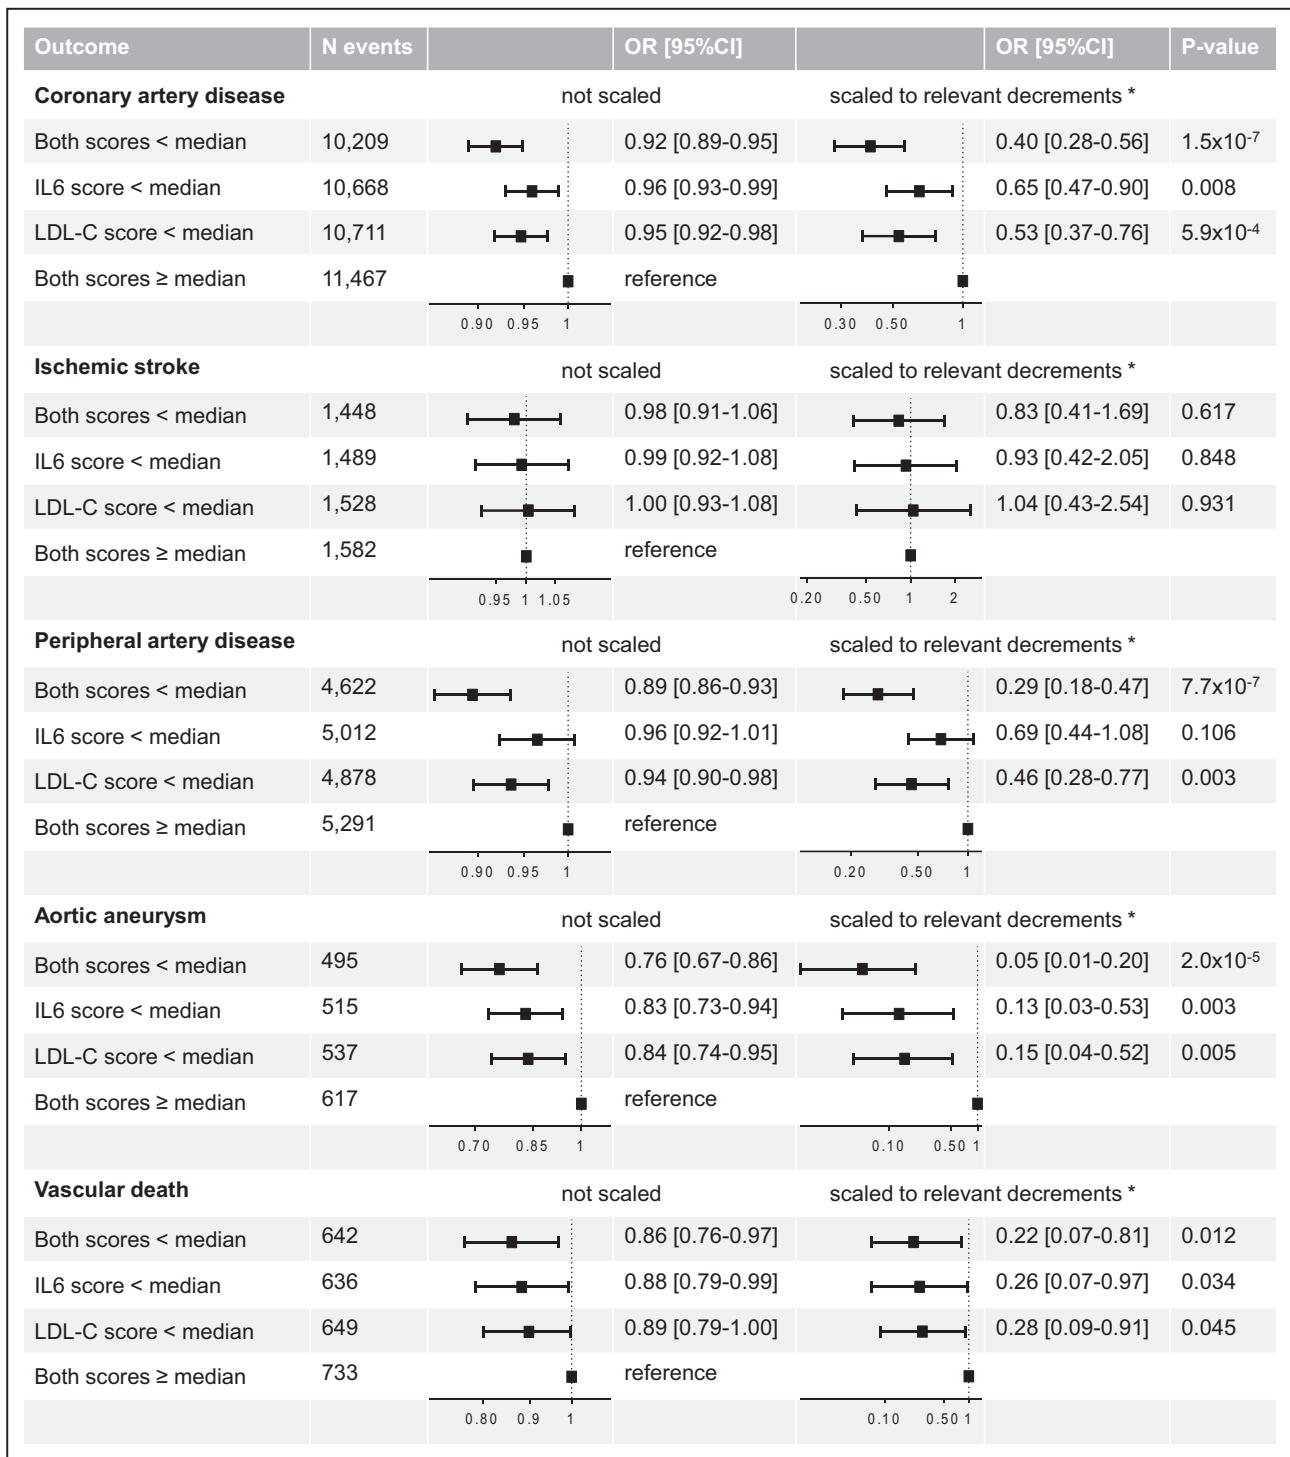 Outcome N events OR [95%CI] OR [95%CI] P-value
Coronary artery disease not scaled scaled to relevant decrements *
Both scores < median 10,209 0.92 [0.89-0.95] 0.40 [0.28-0.56] 1.5x10-7
IL6 score < median 10,668 0.96 [0.93-0.99] 0.65 [0.47-0.90] 0.008
LDL-C score < median 10,711 0.95 [0.92-0.98] 0.53 [0.37-0.76] 5.9x10-4
Both scores ≥ median 11,467 reference
0.90 0.95 1 0.30 0.50 1
Ischemic stroke not scaled scaled to relevant decrements *
Both scores < median 1,448 0.98 [0.91-1.06] 0.83 [0.41-1.69] 0.617
IL6 score < median 1,489 0.99 [0.92-1.08] 0.93 [0.42-2.05] 0.848
LDL-C score < median 1,528 1.00 [0.93-1.08] 1.04 [0.43-2.54] 0.931
Both scores ≥ median 1,582 reference
0.95 1 1.05 0.20 0.50 1 2
Peripheral artery disease not scaled scaled to relevant decrements *
Both scores < median 4,622 0.89 [0.86-0.93] 0.29 [0.18-0.47] 7.7x10-7
IL6 score < median 5,012 0.96 [0.92-1.01] 0.69 [0.44-1.08] 0.106
LDL-C score < median 4,878 0.94 [0.90-0.98] 0.46 [0.28-0.77] 0.003
Both scores ≥ median 5,291 reference
0.90 0.95 1 0.20 0.50 1
Aortic aneurysm not scaled scaled to relevant decrements *
Both scores < median 495 0.76 [0.67-0.86] 0.05 [0.01-0.20] 2.0x10-5
IL6 score < median 515 0.83 [0.73-0.94] 0.13 [0.03-0.53] 0.003
LDL-C score < median 537 0.84 [0.74-0.95] 0.15 [0.04-0.52] 0.005
Both scores ≥ median 617 reference
0.70 0.85 1 0.10 0.50 1
Vascular death not scaled scaled to relevant decrements *
Both scores < median 642 0.86 [0.76-0.97] 0.22 [0.07-0.81] 0.012
IL6 score < median 636 0.88 [0.79-0.99] 0.26 [0.07-0.97] 0.034
LDL-C score < median 649 0.89 [0.79-1.00] 0.28 [0.09-0.91] 0.045
Both scores ≥ median 733 reference
0.80 0.9 1 0.10 0.50 1